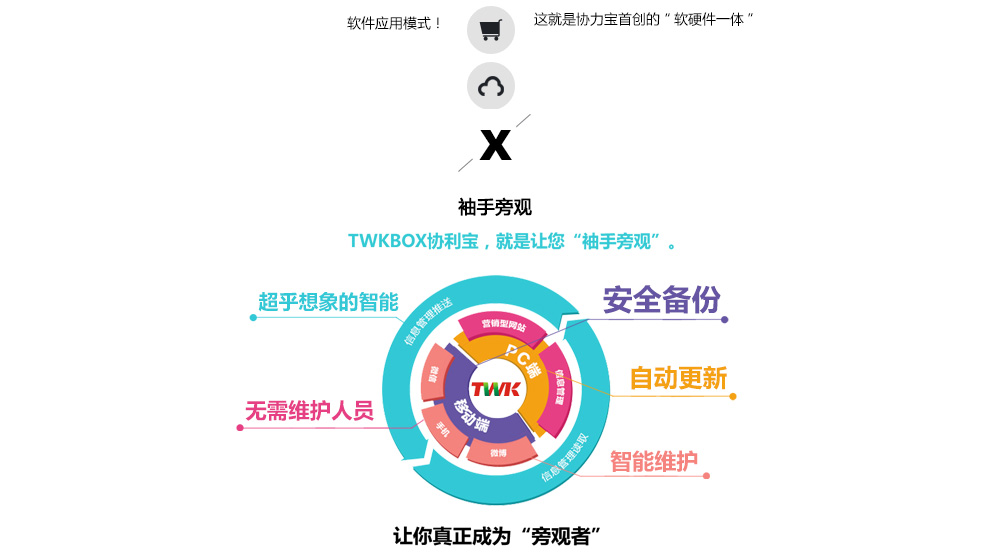 软件应用模式！
这就是协力宝首创的“软硬件一体”
X
袖手旁观
TWKBOX协利宝，就是让您“袖手旁观”。
超乎想象的智能
安全备份
信息管理推送
营销型网站
PC端
信息管理
自动更新
TWK
微信
移动端
无需维护人员
手机
微博
信息管理读取
智能维护
让你真正成为“旁观者”